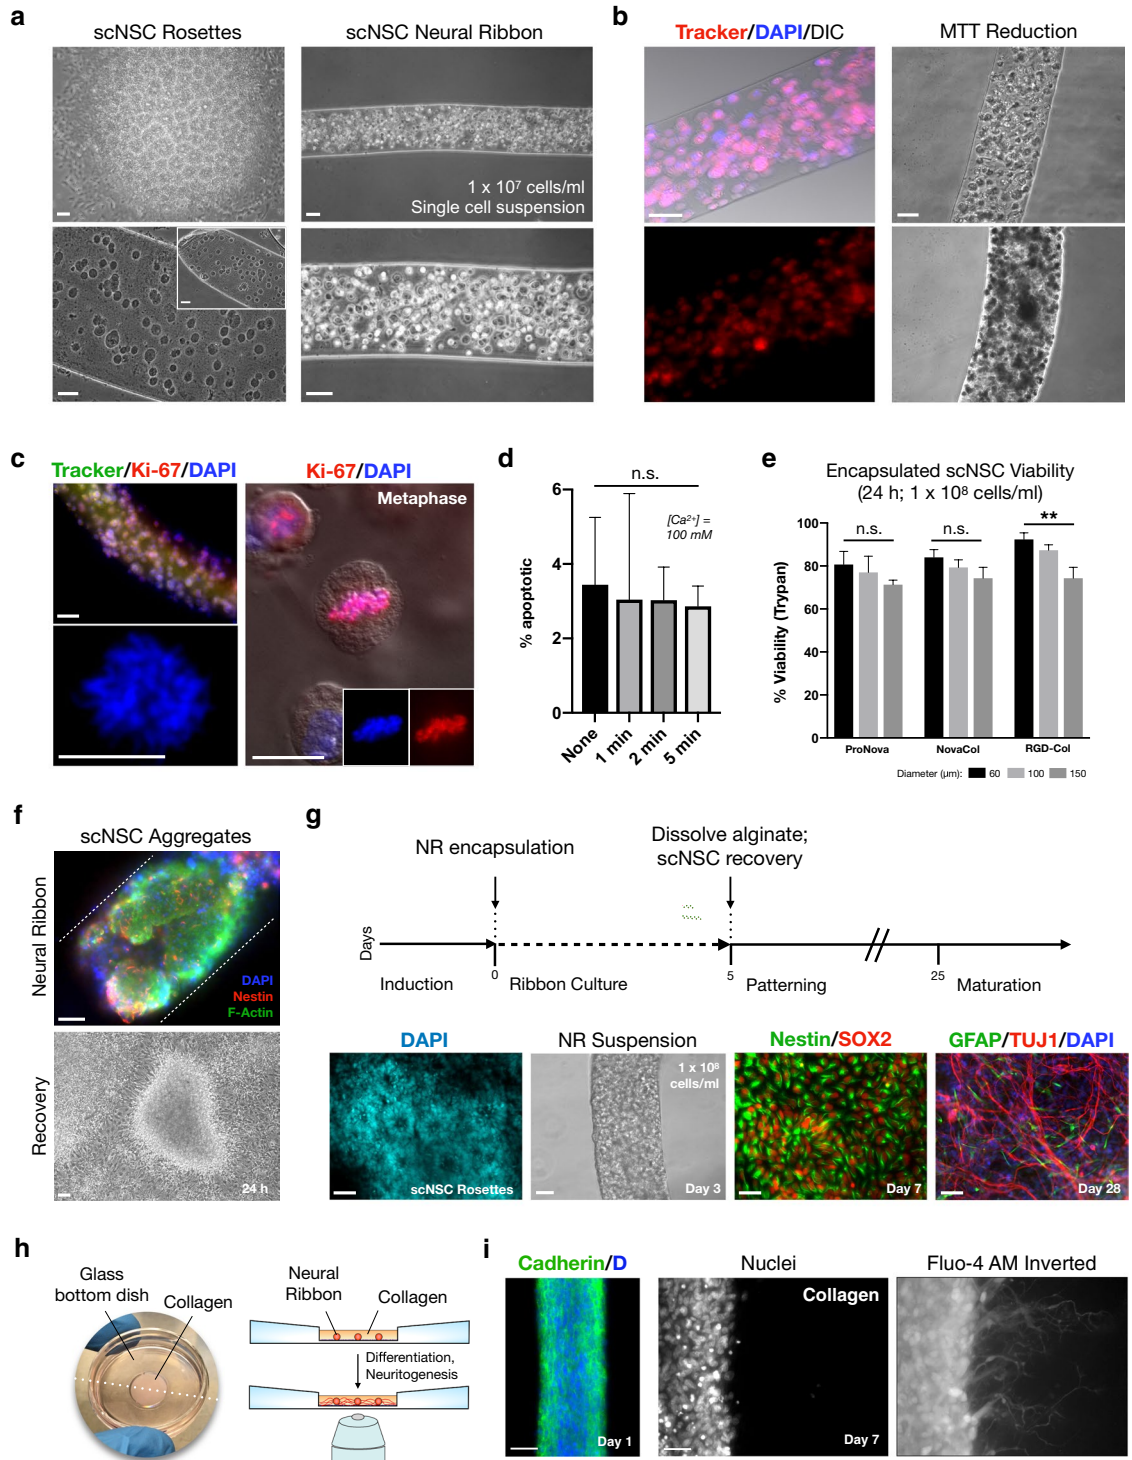 a
scNSC Rosettes
scNSC Neural Ribbon
1 x 10⁷ cells/ml
Single cell suspension
b
Tracker/DAPI/DIC
MTT Reduction
c
Tracker/Ki-67/DAPI
Ki-67/DAPI
Metaphase
d
n.s.
[Ca²⁺] =
100 mM
% apoptotic
6
4
2
0
None
1 min
2 min
5 min
e
Encapsulated scNSC Viability
(24 h; 1 x 10⁸ cells/ml)
n.s.
n.s.
**
% Viability (Trypan)
100
80
60
40
20
0
ProNova
NovaCol
RGD-Col
Diameter (μm): 60 100 150
f
scNSC Aggregates
Neural Ribbon
DAPI
Nestin
F-Actin
Recovery
24 h
g
NR encapsulation
Dissolve alginate;
scNSC recovery
Days
0
5
25
Induction
Ribbon Culture
Patterning
Maturation
DAPI
scNSC Rosettes
NR Suspension
1 x 10⁸
cells/ml
Day 3
Nestin/SOX2
Day 7
GFAP/TUJ1/DAPI
Day 28
h
Glass
bottom dish
Collagen
Neural
Ribbon
Collagen
Differentiation,
Neuritogenesis
i
Cadherin/D
Day 1
Nuclei
Collagen
Day 7
Fluo-4 AM Inverted